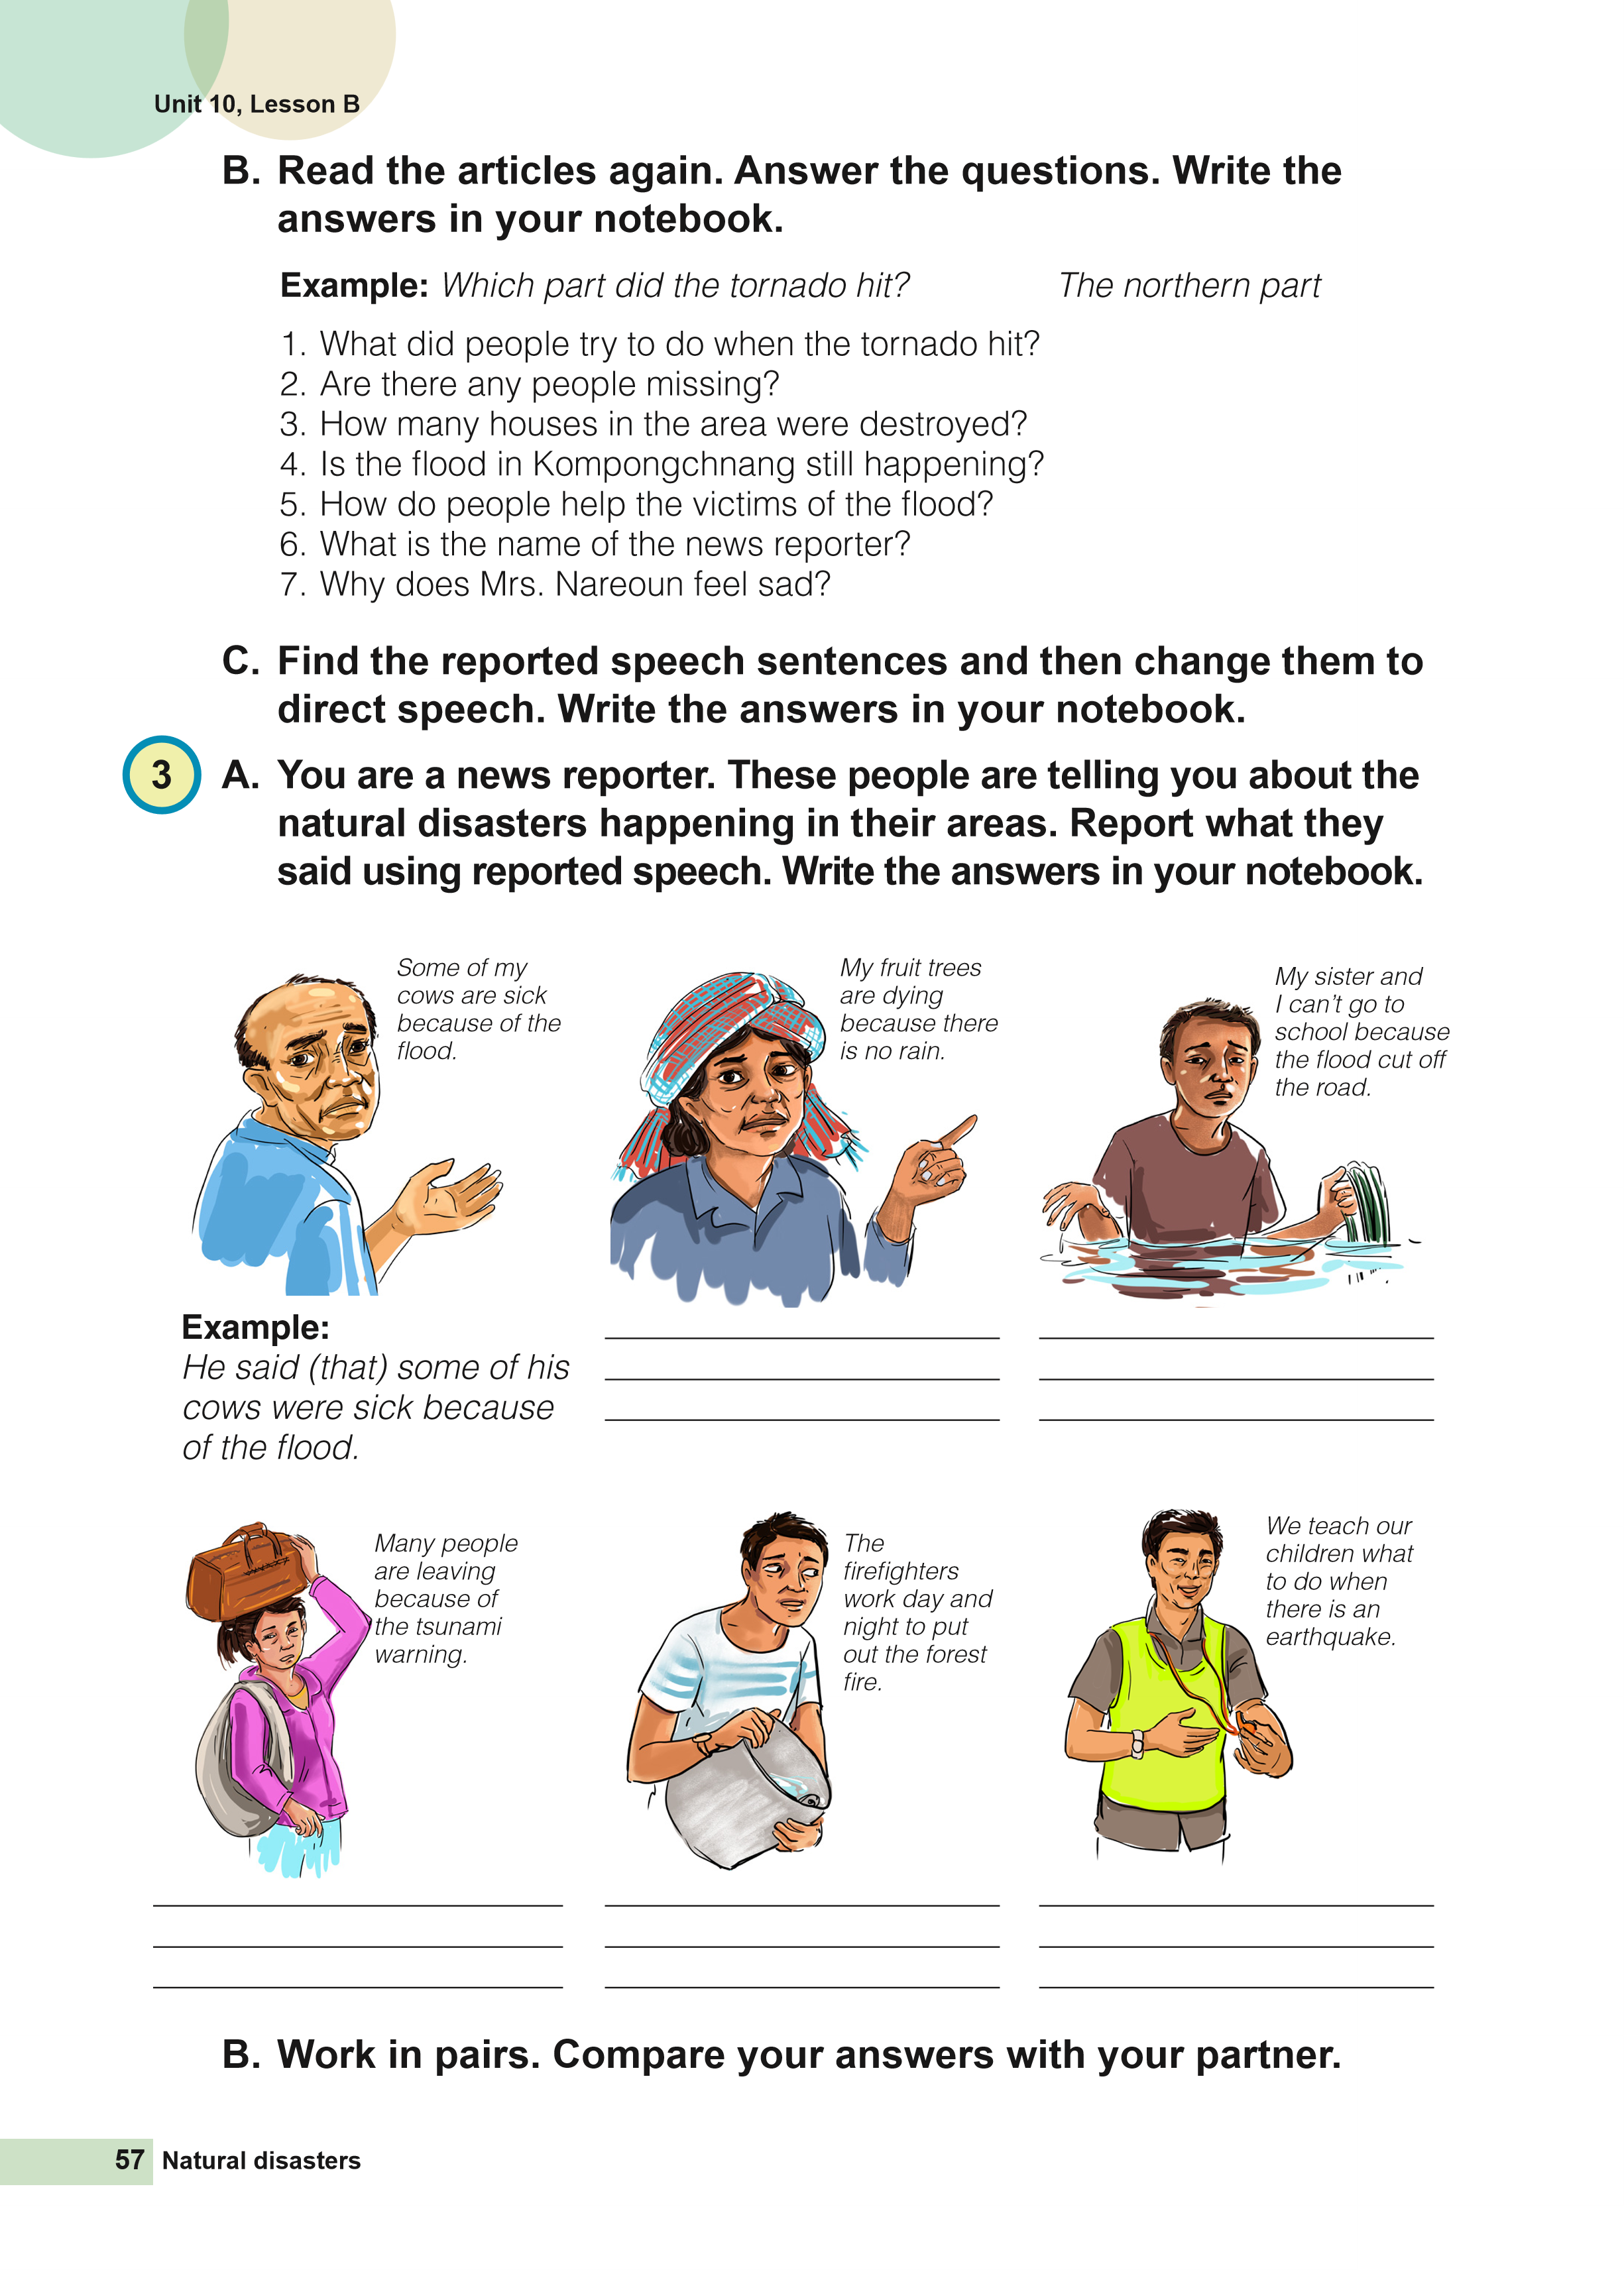 Unit 10, Lesson B
B. Read the articles again. Answer the questions. Write the
answers in your notebook.
Example: Which part did the tornado hit? The northern part
1. What did people try to do when the tornado hit?
2. Are there any people missing?
3. How many houses in the area were destroyed?
4. Is the flood in Kompongchnang still happening?
5. How do people help the victims of the flood?
6. What is the name of the news reporter?
7. Why does Mrs. Nareoun feel sad?
C. Find the reported speech sentences and then change them to
direct speech. Write the answers in your notebook.
3 A. You are a news reporter. These people are telling you about the
natural disasters happening in their areas. Report what they
said using reported speech. Write the answers in your notebook.
Some of my
cows are sick
because of the
flood.
My fruit trees
are dying
because there
is no rain.
My sister and
I can't go to
school because
the flood cut off
the road.
Example:
He said (that) some of his
cows were sick because
of the flood.
Many people
are leaving
because of
the tsunami
warning.
The
firefighters
work day and
night to put
out the forest
fire.
We teach our
children what
to do when
there is an
earthquake.
B. Work in pairs. Compare your answers with your partner.
57 Natural disasters